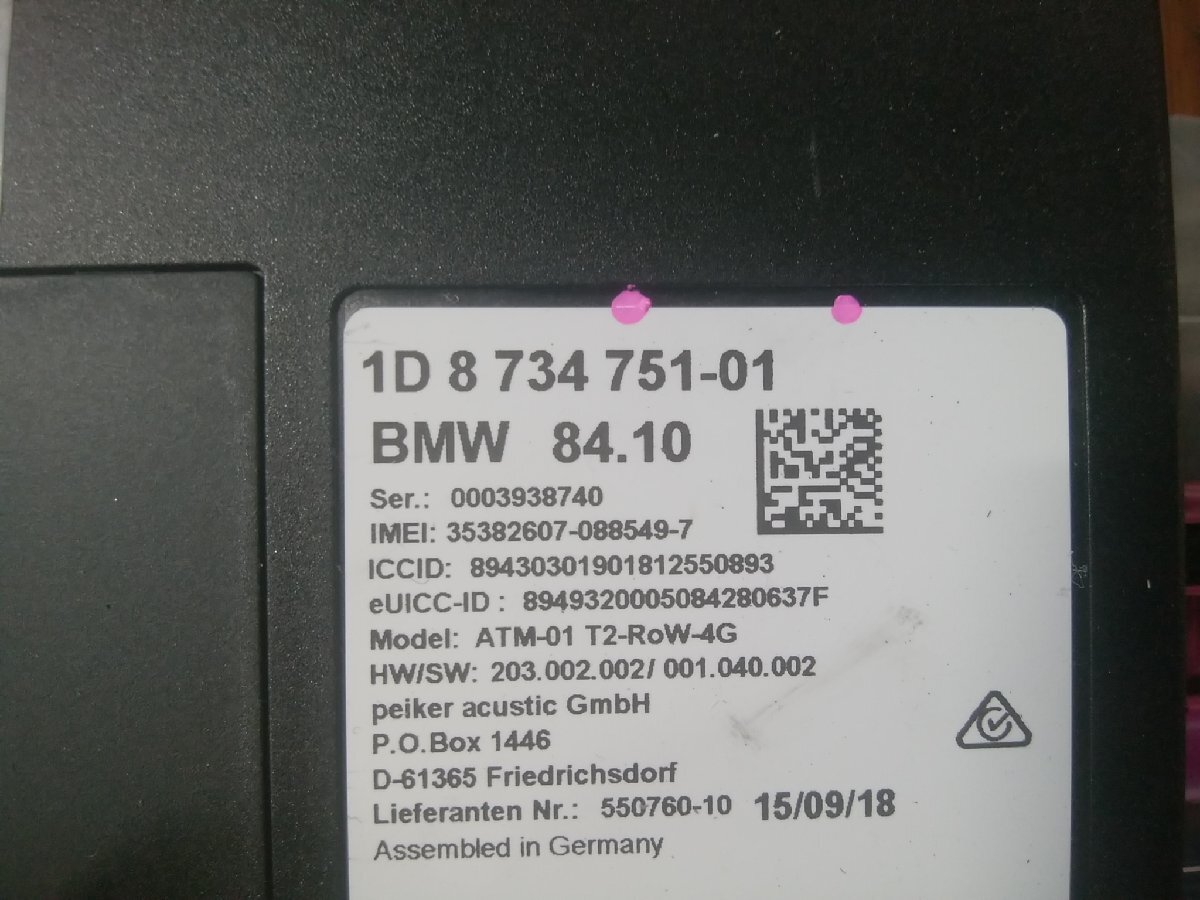 1D 8 734 751-01
BMW 84.10
Ser.: 0003938740
IMEI: 35382607-088549-7
ICCID: 89430301901812550893
eUICC-ID : 8949320005084280637F
Model: ATM-01 T2-RoW-4G
HW/SW: 203.002.002/ 001.040.002
peiker acustic GmbH
P.O.Box 1446
D-61365 Friedrichsdorf
Lieferanten Nr.: 550760-10 15/09/18
Assembled in Germany